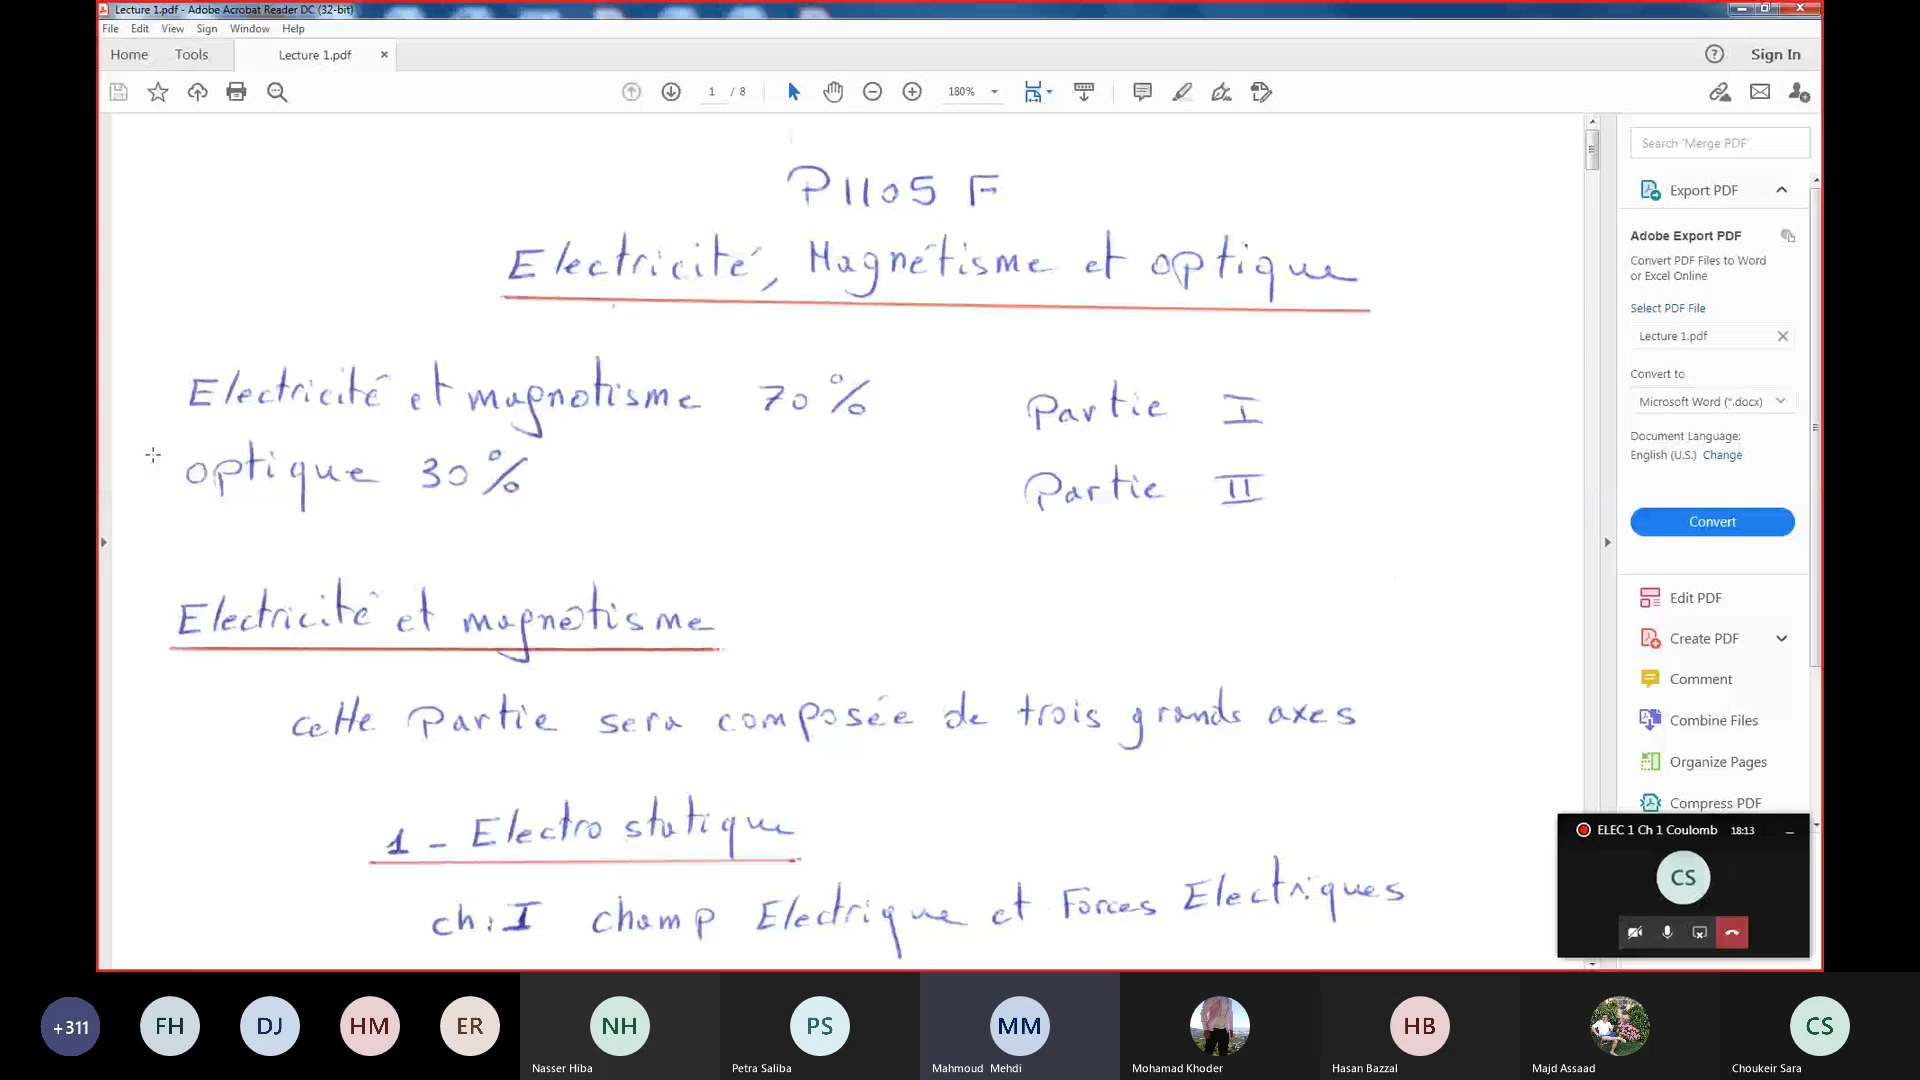 Lecture 1.pdf - Adobe Acrobat Reader DC (32-bit)
File Edit View Sign Window Help
Home Tools Lecture 1.pdf × Sign In
1 / 8 180%
P1105 F
Electricité, Magnétisme et optique
Electricité et magnetisme 70 % Partie I
optique 30 % Partie II
Electricité et magnetisme
cette Partie sera composée de trois grands axes
1 - Electro statique
ch: I champ Electrique et Forces Electriques
Search 'Merge PDF'
Export PDF
Adobe Export PDF
Convert PDF Files to Word
or Excel Online
Select PDF File
Lecture 1.pdf
Convert to
Microsoft Word (*.docx)
Document Language:
English (U.S.) Change
Convert
Edit PDF
Create PDF
Comment
Combine Files
Organize Pages
Compress PDF
ELEC 1 Ch 1 Coulomb 18:13
CS
+311 FH DJ HM ER NH PS MM HB CS
Nasser Hiba Petra Saliba Mahmoud Mehdi Mohamad Khoder Hasan Bazzal Majd Assaad Choukeir Sara